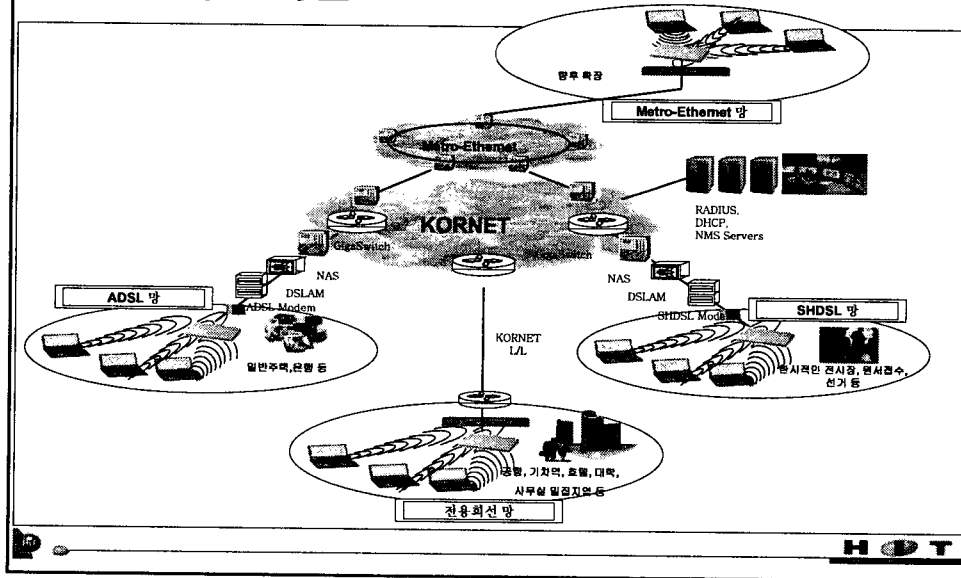 향후 확장
Metro-Ethernet 망
Metro-Ethernet
KORNET
RADIUS,
DHCP,
NMS Servers
GigaSwitch
NAS
DSLAM
ADSL Modem
ADSL 망
일반주택,은행 등
KORNET
L/L
NAS
DSLAM
SHDSL Modem
SHDSL 망
한시적인 전시장, 원서접수,
선거 등
공항, 기차역, 호텔, 대학,
사무실 밀집지역 등
전용회선 망